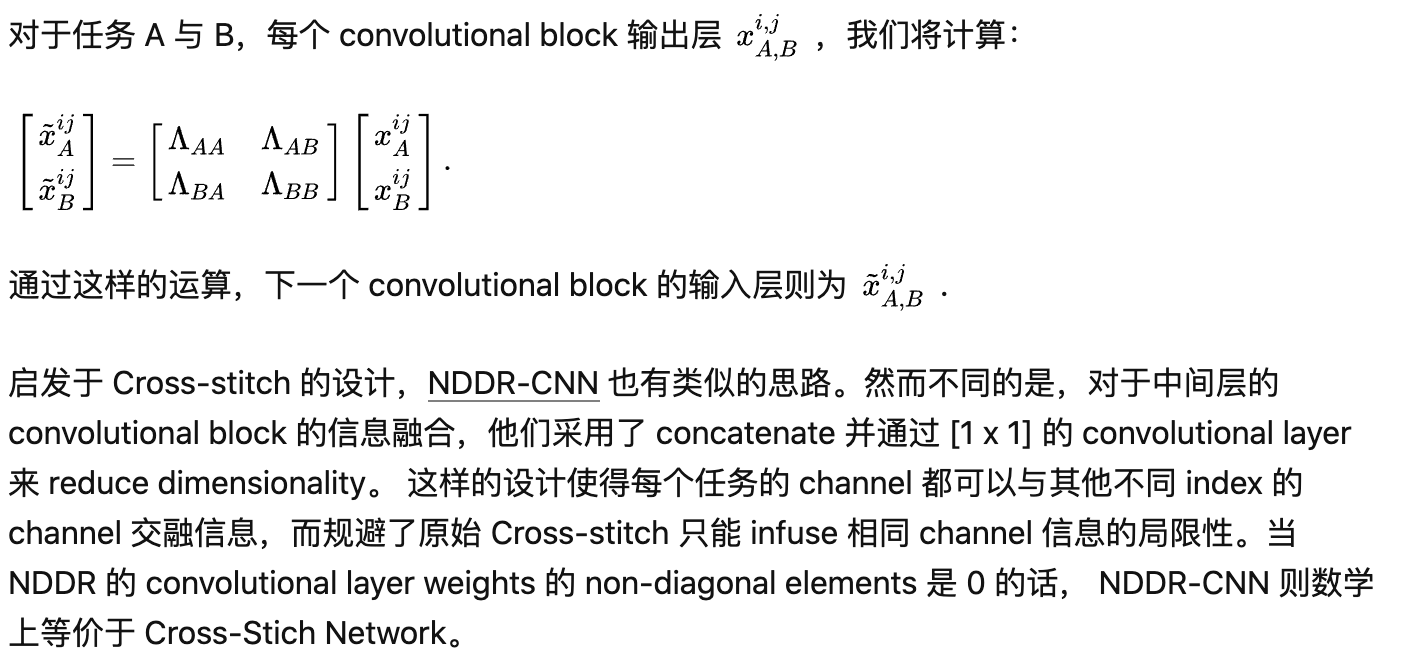 对于任务 A 与 B，每个 convolutional block 输出层 $x_{A,B}^{i,j}$ ，我们将计算：
$\begin{bmatrix} \tilde{x}_A^{ij} \\ \tilde{x}_B^{ij} \end{bmatrix} = \begin{bmatrix} \Lambda_{AA} & \Lambda_{AB} \\ \Lambda_{BA} & \Lambda_{BB} \end{bmatrix} \begin{bmatrix} x_A^{ij} \\ x_B^{ij} \end{bmatrix} .$
通过这样的运算，下一个 convolutional block 的输入层则为 $\tilde{x}_{A,B}^{i,j}$ .
启发于 Cross-stitch 的设计，NDDR-CNN 也有类似的思路。然而不同的是，对于中间层的
convolutional block 的信息融合，他们采用了 concatenate 并通过 [1 x 1] 的 convolutional layer
来 reduce dimensionality。 这样的设计使得每个任务的 channel 都可以与其他不同 index 的
channel 交融信息，而规避了原始 Cross-stitch 只能 infuse 相同 channel 信息的局限性。当
NDDR 的 convolutional layer weights 的 non-diagonal elements 是 0 的话， NDDR-CNN 则数学
上等价于 Cross-Stich Network。